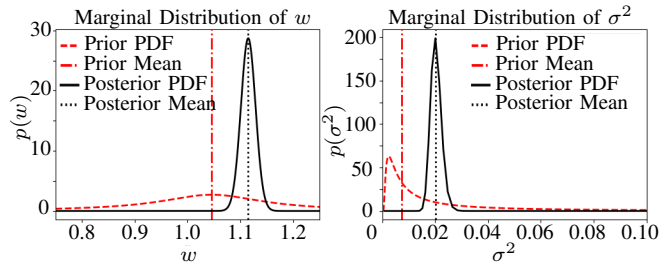 Marginal Distribution of w
30
20
10
0
p(w)
Prior PDF
Prior Mean
Posterior PDF
Posterior Mean
0.8 0.9 1.0 1.1 1.2
w
Marginal Distribution of σ²
200
150
100
50
0
p(σ²)
Prior PDF
Prior Mean
Posterior PDF
Posterior Mean
0 0.02 0.04 0.06 0.08 0.10
σ²